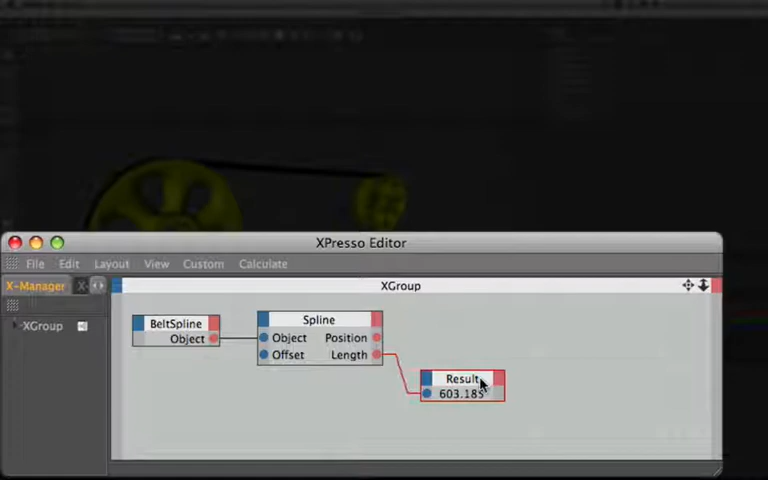 XPresso Editor
File Edit Layout View Custom Calculate
X-Manager
XGroup
XGroup
BeltSpline
Object
Spline
Object Position
Offset Length
Result
603.185